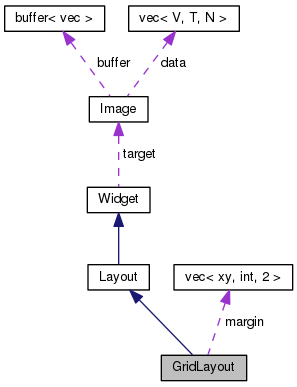 buffer< vec >
vec< V, T, N >
buffer
data
Image
target
Widget
Layout
vec< xy, int, 2 >
margin
GridLayout